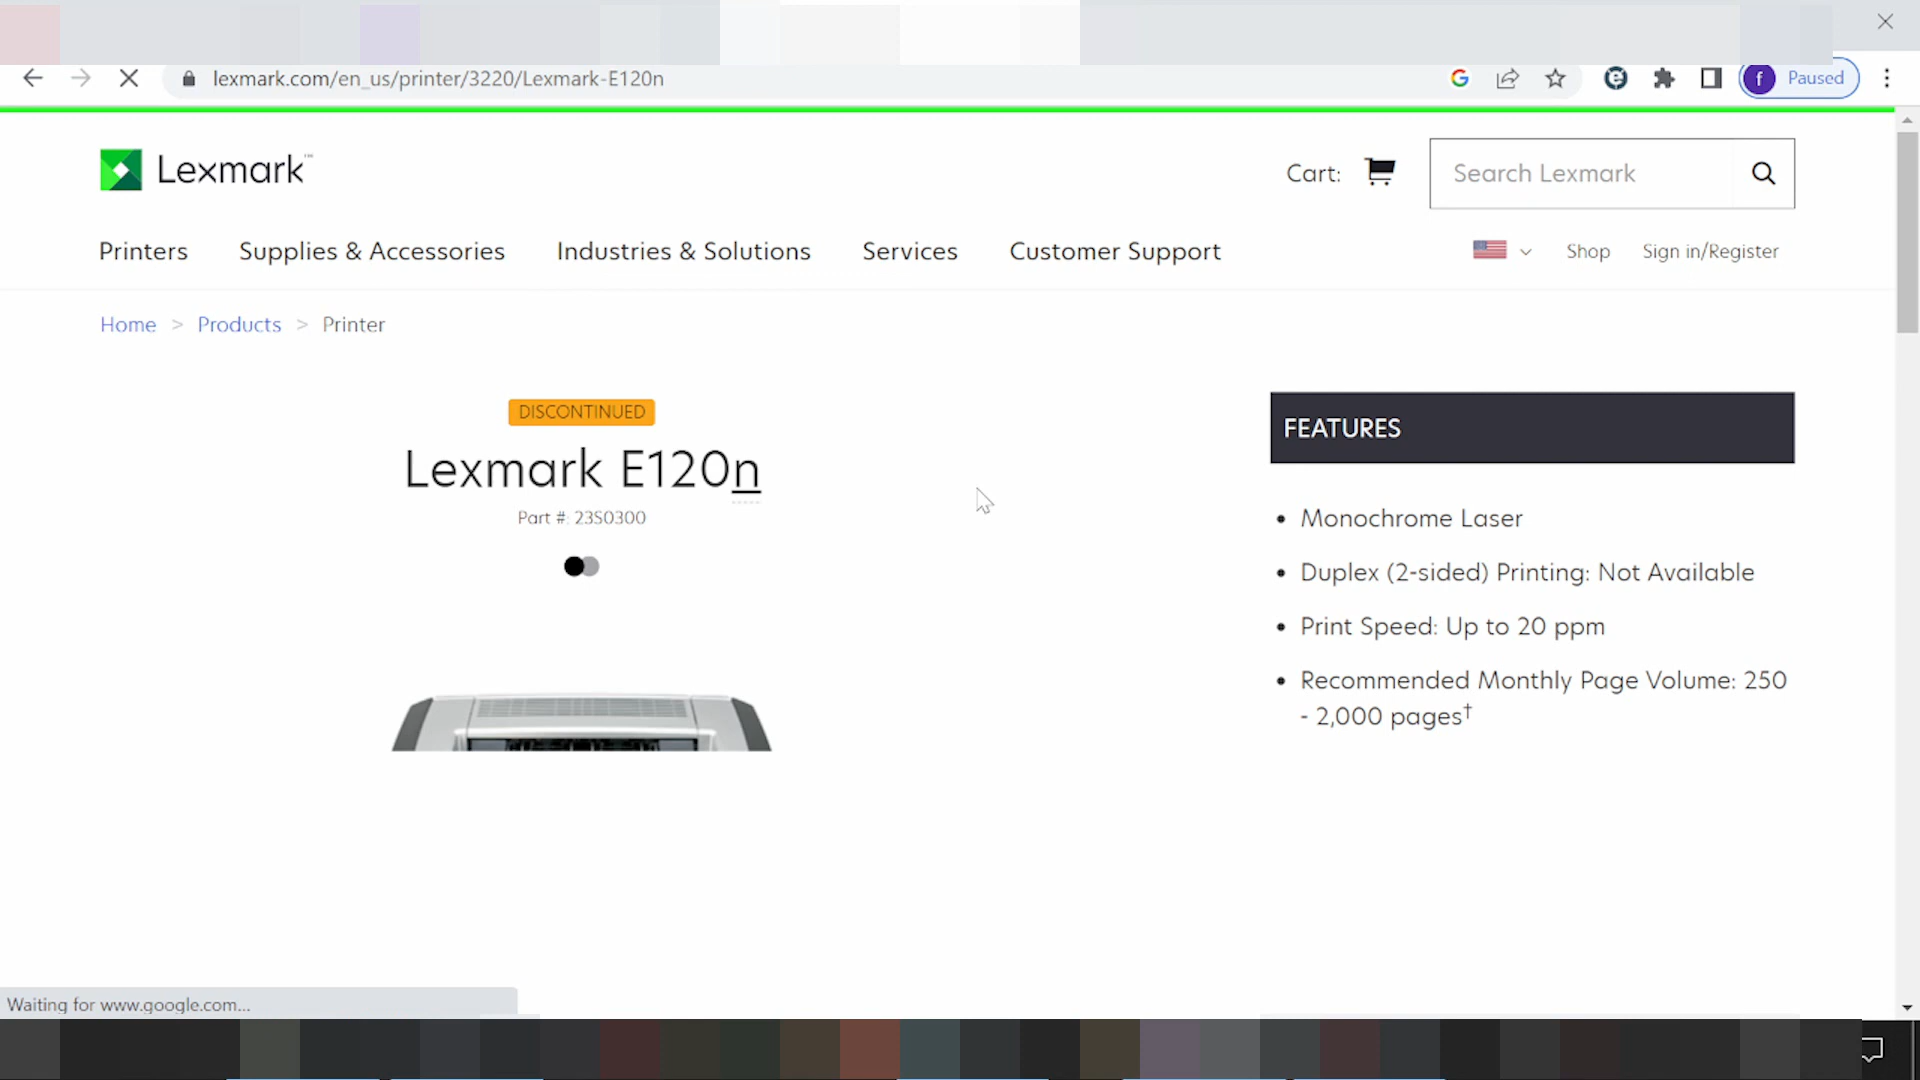 lexmark.com/en_us/printer/3220/Lexmark-E120n
f Paused
Lexmark™
Cart:
Search Lexmark
Printers Supplies & Accessories Industries & Solutions Services Customer Support
Shop Sign in/Register
Home > Products > Printer
DISCONTINUED
Lexmark E120n
Part #: 23S0300
FEATURES
• Monochrome Laser
• Duplex (2-sided) Printing: Not Available
• Print Speed: Up to 20 ppm
• Recommended Monthly Page Volume: 250
- 2,000 pages†
Waiting for www.google.com...